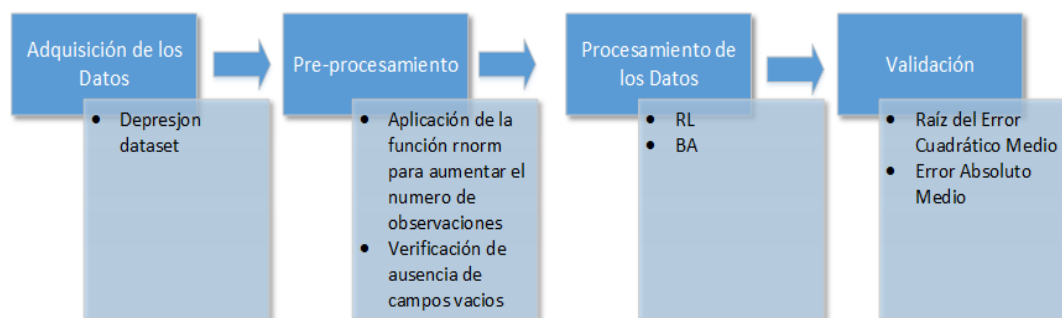 Adquisición de los
Datos
• Depresjon
dataset
Pre-procesamiento
• Aplicación de la
función rnorm
para aumentar el
numero de
observaciones
• Verificación de
ausencia de
campos vacios
Procesamiento de
los Datos
• RL
• BA
Validación
• Raíz del Error
Cuadrático Medio
• Error Absoluto
Medio